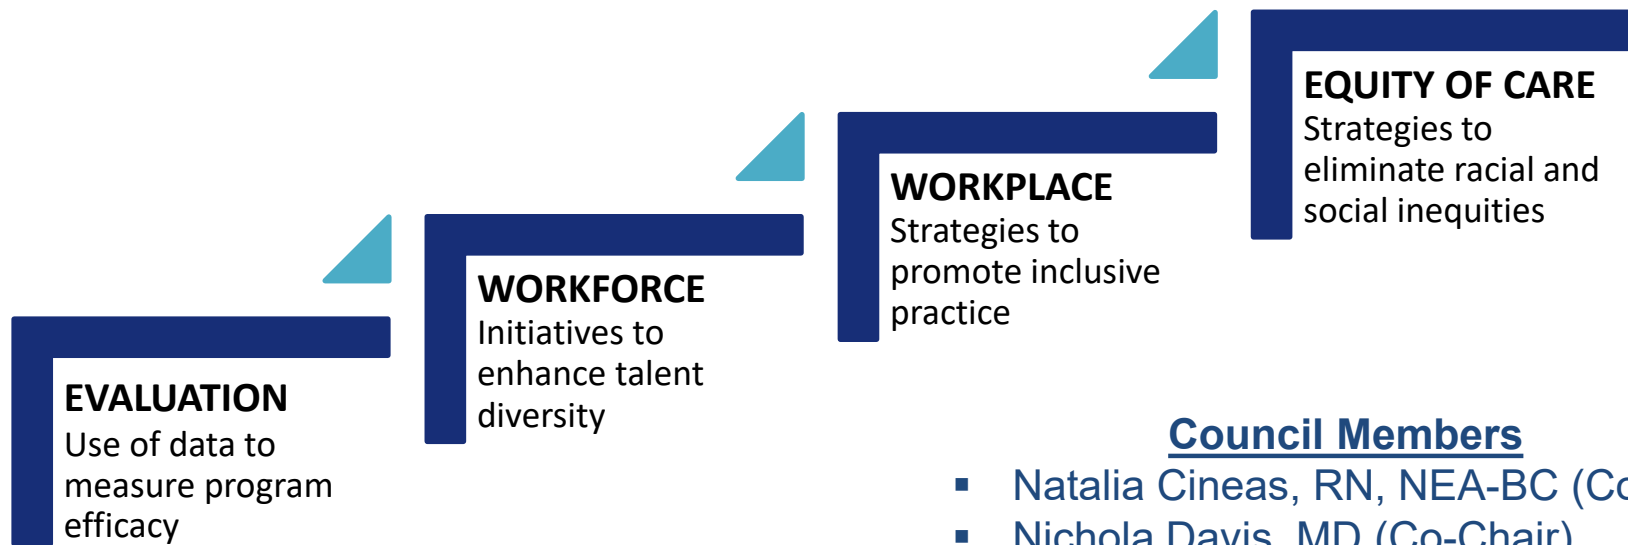 EQUITY OF CARE
Strategies to
eliminate racial and
social inequities
WORKPLACE
Strategies to
promote inclusive
practice
WORKFORCE
Initiatives to
enhance talent
diversity
EVALUATION
Use of data to
measure program
efficacy
Council Members
▪ Natalia Cineas, RN, NEA-BC (Co
▪ Nichola Davis, MD (Co-Chair)